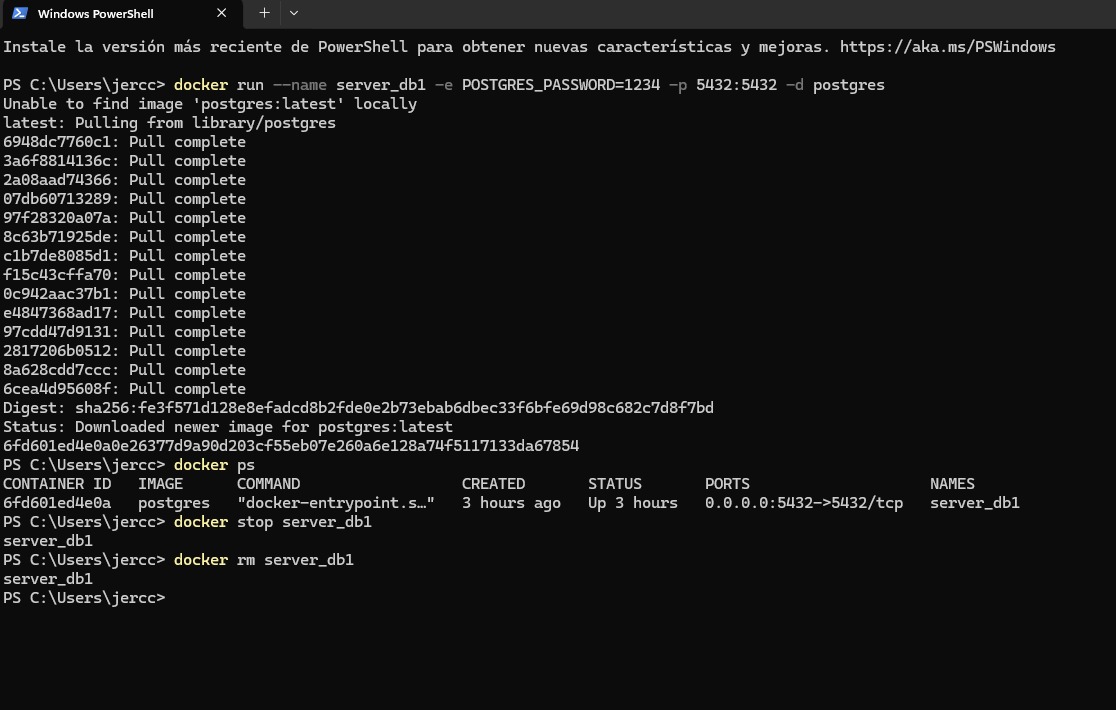 Windows PowerShell
Instale la versión más reciente de PowerShell para obtener nuevas características y mejoras. https://aka.ms/PSWindows
PS C:\Users\jercc> docker run --name server_db1 -e POSTGRES_PASSWORD=1234 -p 5432:5432 -d postgres
Unable to find image 'postgres:latest' locally
latest: Pulling from library/postgres
6948dc7760c1: Pull complete
3a6f8814136c: Pull complete
2a08aad74366: Pull complete
07db60713289: Pull complete
97f28320a07a: Pull complete
8c63b71925de: Pull complete
c1b7de8085d1: Pull complete
f15c43cffa70: Pull complete
0c942aac37b1: Pull complete
e4847368ad17: Pull complete
97cdd47d9131: Pull complete
2817206b0512: Pull complete
8a628cdd7ccc: Pull complete
6cea4d95608f: Pull complete
Digest: sha256:fe3f571d128e8efadcd8b2fde0e2b73ebab6dbec33f6bfe69d98c682c7d8f7bd
Status: Downloaded newer image for postgres:latest
6fd601ed4e0a0e26377d9a90d203cf55eb07e260a6e128a74f5117133da67854
PS C:\Users\jercc> docker ps
CONTAINER ID   IMAGE      COMMAND                  CREATED       STATUS       PORTS                    NAMES
6fd601ed4e0a   postgres   "docker-entrypoint.s…"   3 hours ago   Up 3 hours   0.0.0.0:5432->5432/tcp   server_db1
PS C:\Users\jercc> docker stop server_db1
server_db1
PS C:\Users\jercc> docker rm server_db1
server_db1
PS C:\Users\jercc>